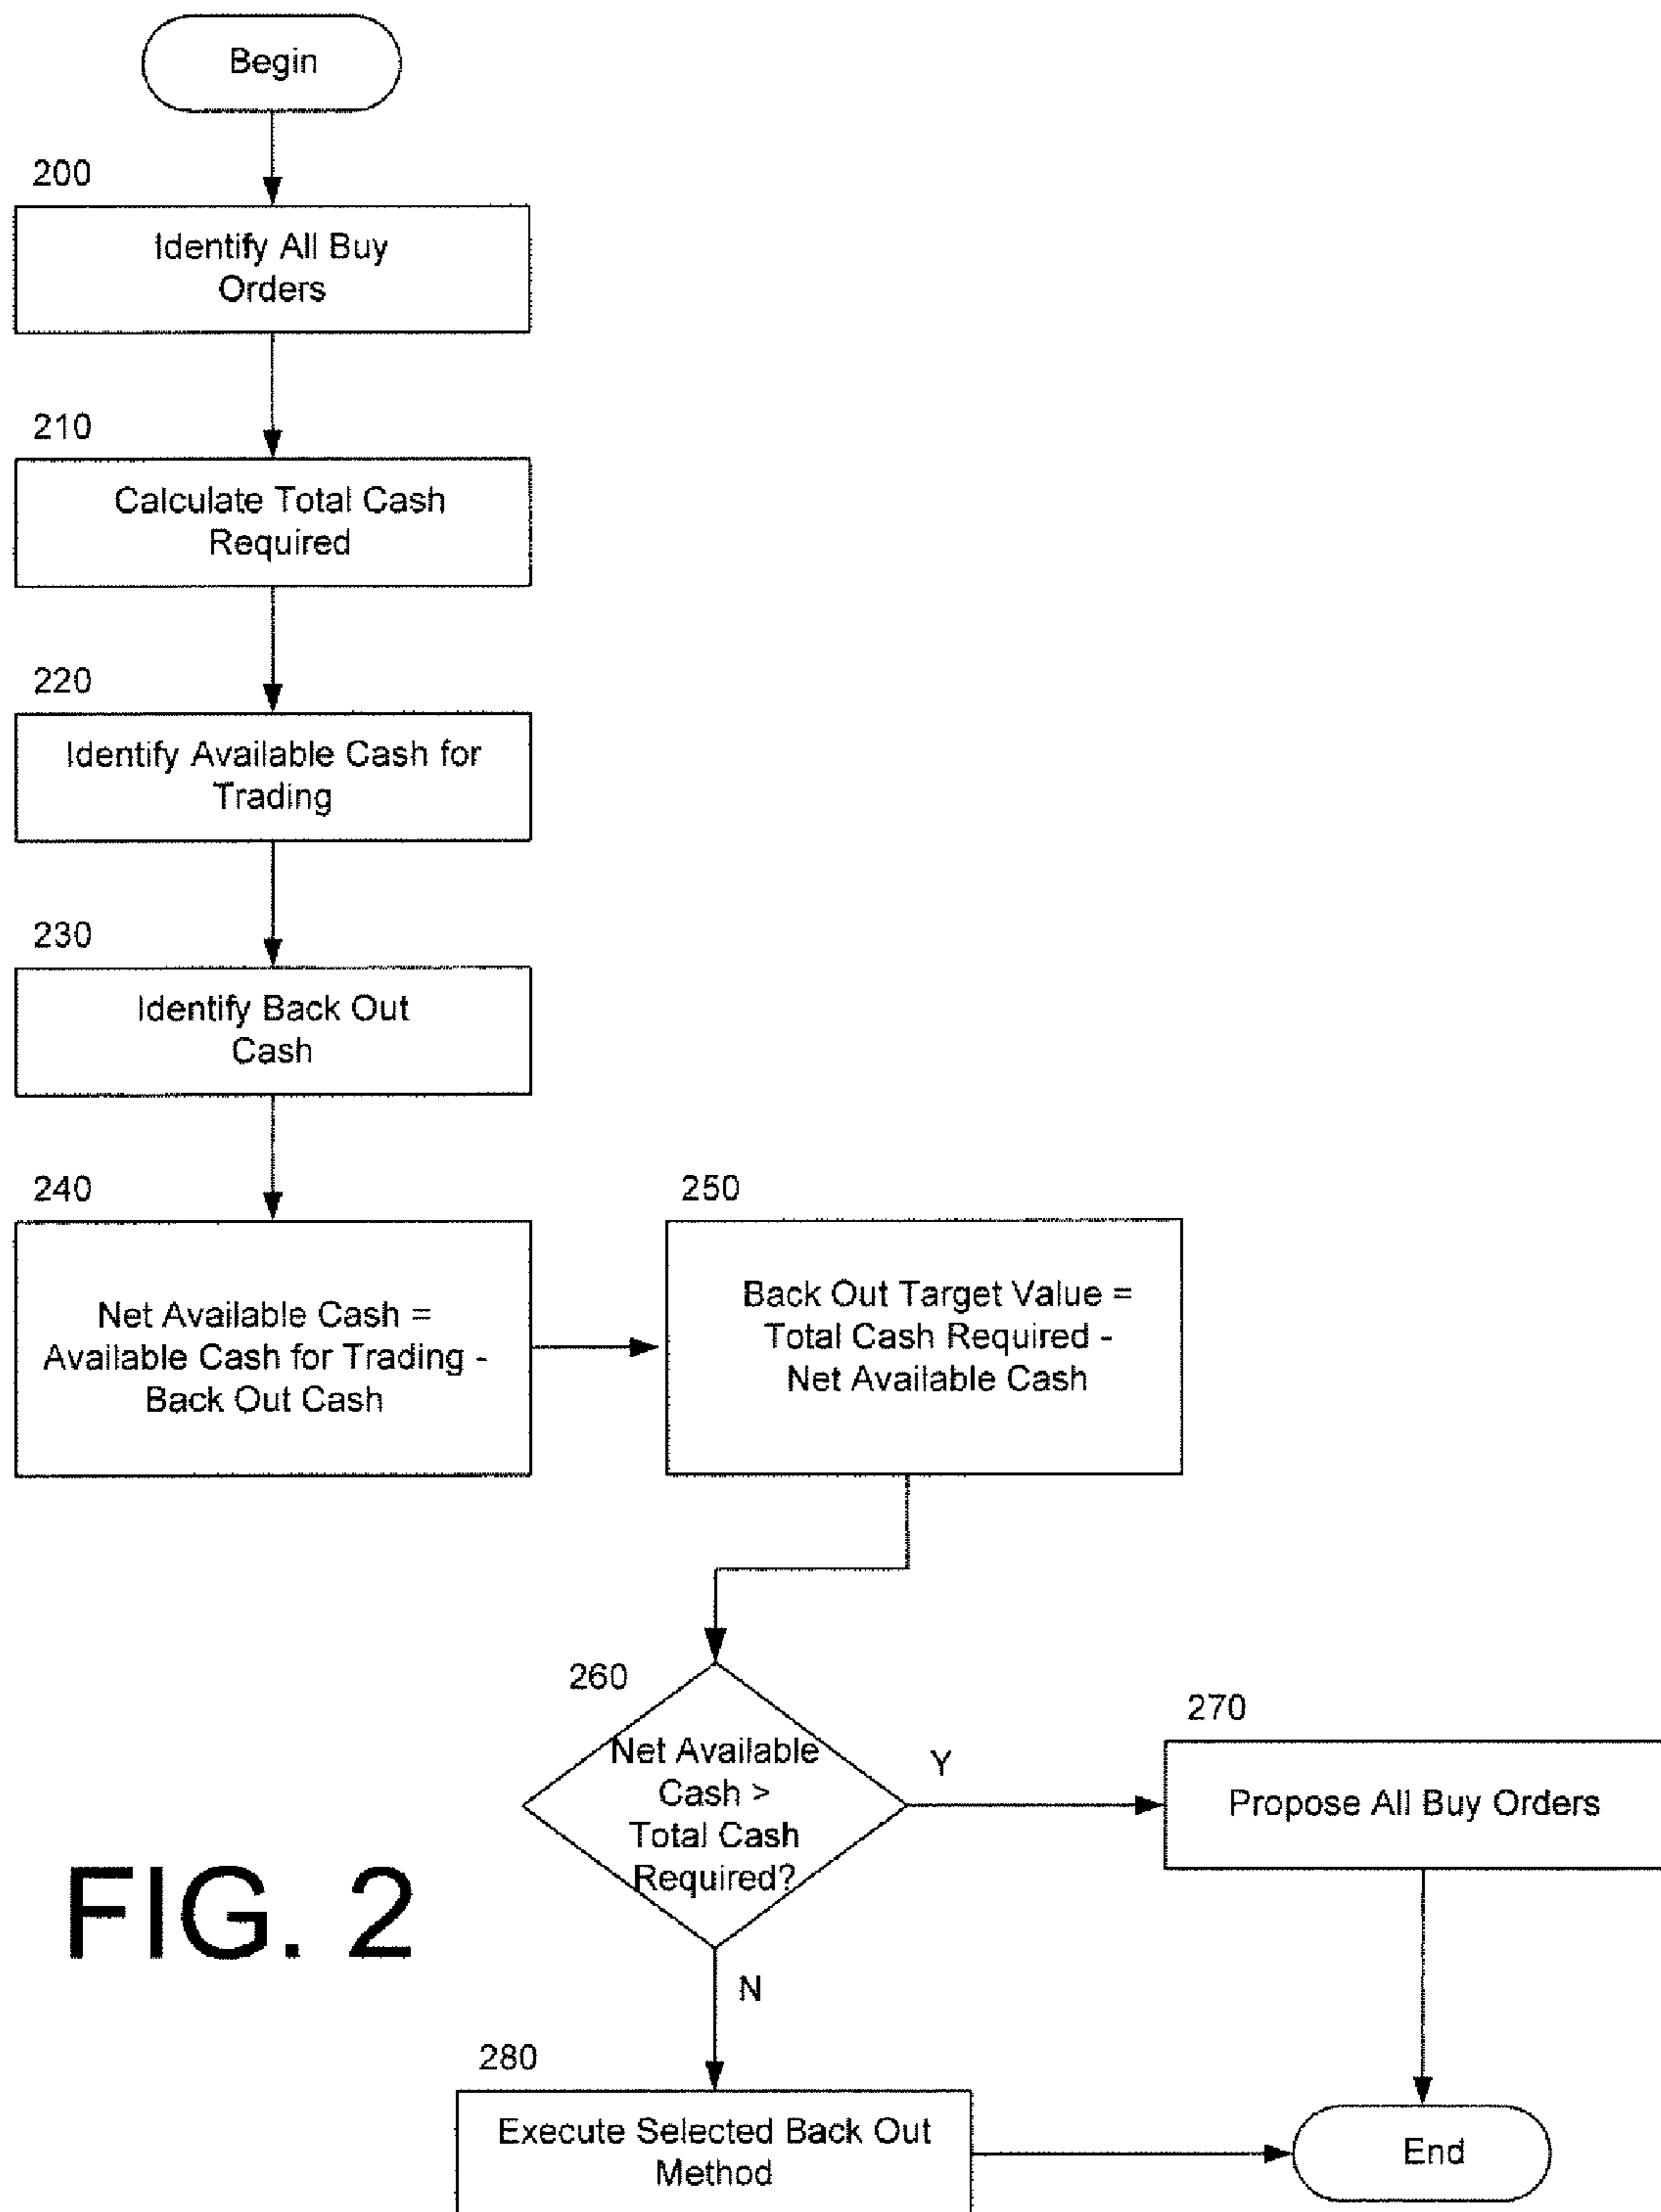 Begin
200
Identify All Buy
Orders
210
Calculate Total Cash
Required
220
Identify Available Cash for
Trading
230
Identify Back Out
Cash
240
Net Available Cash =
Available Cash for Trading -
Back Out Cash
250
Back Out Target Value =
Total Cash Required -
Net Available Cash
260
Net Available
Cash >
Total Cash
Required?
Y
270
Propose All Buy Orders
N
280
Execute Selected Back Out
Method
End
FIG. 2